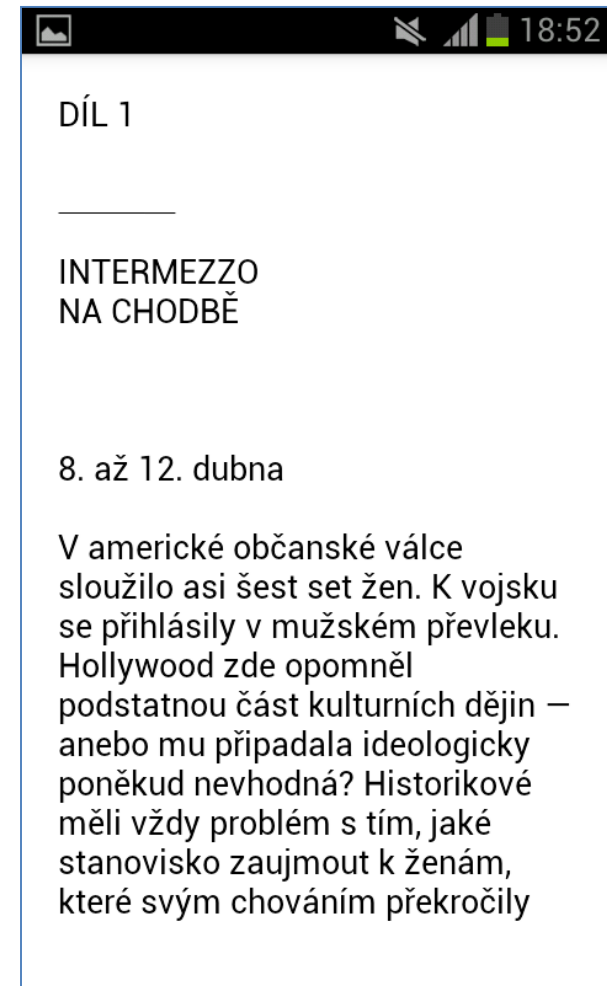 18:52
DÍL 1
INTERMEZZO
NA CHODBĚ
8. až 12. dubna
V americké občanské válce
sloužilo asi šest set žen. K vojsku
se přihlásily v mužském převleku.
Hollywood zde opomněl
podstatnou část kulturních dějin —
anebo mu připadala ideologicky
poněkud nevhodná? Historikové
měli vždy problém s tím, jaké
stanovisko zaujmout k ženám,
které svým chováním překročily